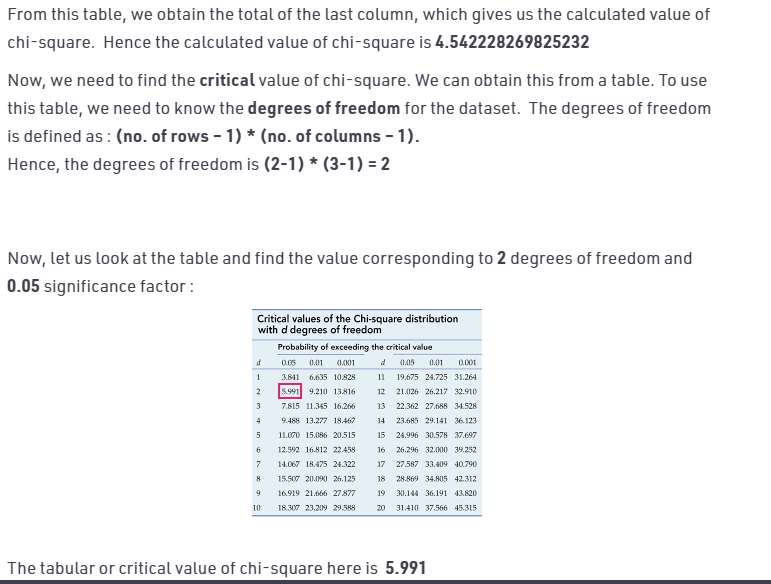 From this table, we obtain the total of the last column, which gives us the calculated value of
chi-square. Hence the calculated value of chi-square is 4.542228269825232
Now, we need to find the critical value of chi-square. We can obtain this from a table. To use
this table, we need to know the degrees of freedom for the dataset. The degrees of freedom
is defined as : (no. of rows – 1) * (no. of columns – 1).
Hence, the degrees of freedom is (2-1) * (3-1) = 2
Now, let us look at the table and find the value corresponding to 2 degrees of freedom and
0.05 significance factor :
Critical values of the Chi-square distribution
with d degrees of freedom
Probability of exceeding the critical value
d 0.05 0.01 0.001 d 0.05 0.01 0.001
1 3.841 6.635 10.828 11 19.675 24.725 31.264
2 5.991 9.210 13.816 12 21.026 26.217 32.910
3 7.815 11.345 16.266 13 22.362 27.688 34.528
4 9.488 13.277 18.467 14 23.685 29.141 36.123
5 11.070 15.086 20.515 15 24.996 30.578 37.697
6 12.592 16.812 22.458 16 26.296 32.000 39.252
7 14.067 18.475 24.322 17 27.587 33.409 40.790
8 15.507 20.090 26.125 18 28.869 34.805 42.312
9 16.919 21.666 27.877 19 30.144 36.191 43.820
10 18.307 23.209 29.588 20 31.410 37.566 45.315
The tabular or critical value of chi-square here is 5.991